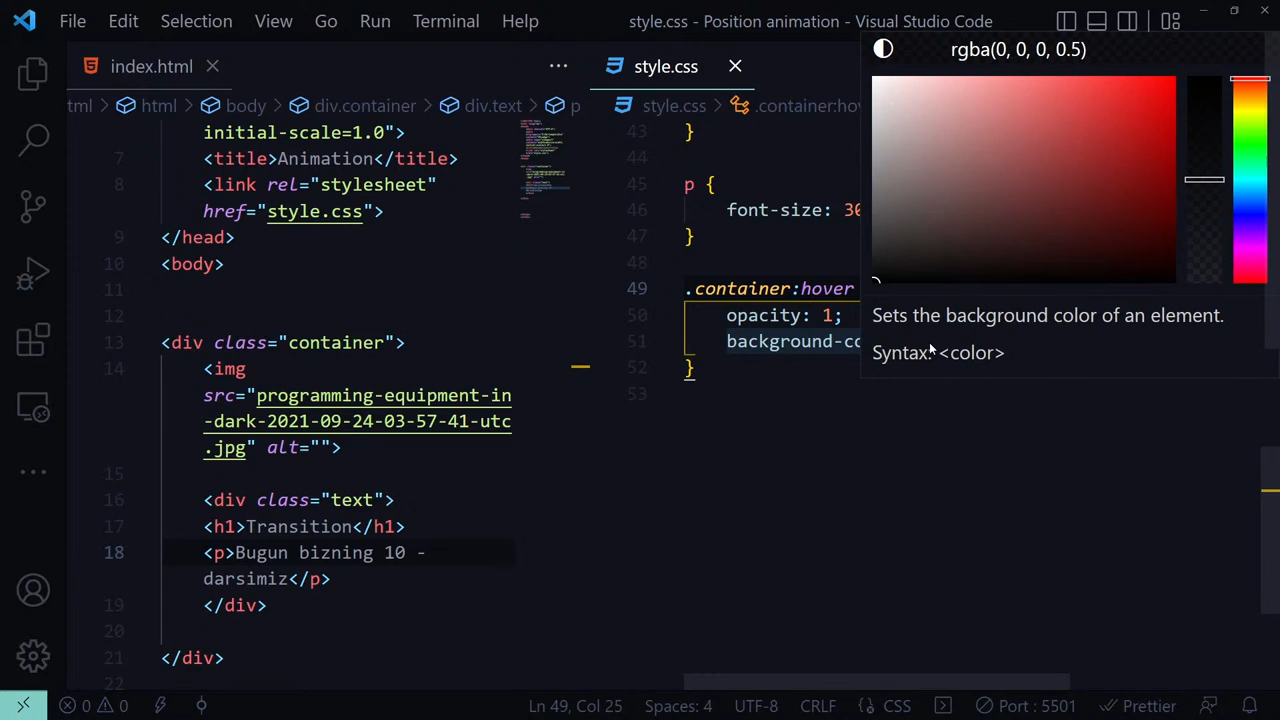 File Edit Selection View Go Run Terminal Help style.css - Position animation - Visual Studio Code
index.html
style.css
html body div.container div.text p
style.css .container:ho
initial-scale=1.0">
7 <title>Animation</title>
8 <link rel="stylesheet"
href="style.css">
9 </head>
10 <body>
11
12
13 <div class="container">
14 <img
src="programming-equipment-in
-dark-2021-09-24-03-57-41-utc
.jpg" alt="">
15
16 <div class="text">
17 <h1>Transition</h1>
18 <p>Bugun bizning 10 -
darsimiz</p>
19 </div>
20
21 </div>
22
43 }
44
45 p {
46 font-size: 30
47 }
48
49 .container:hover
50 opacity: 1;
51 background-co
52 }
53
rgba(0, 0, 0, 0.5)
Sets the background color of an element.
Syntax: <color>
0 0 Ln 49, Col 25 Spaces: 4 UTF-8 CRLF CSS Port : 5501 Prettier